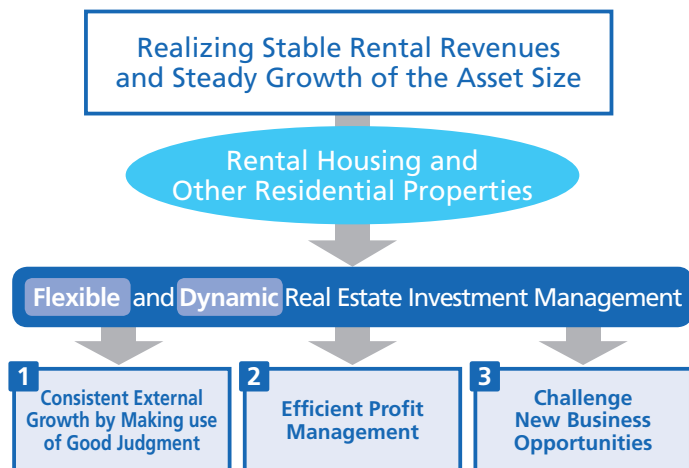 Realizing Stable Rental Revenues
and Steady Growth of the Asset Size
Rental Housing and
Other Residential Properties
Flexible and Dynamic Real Estate Investment Management
1
Consistent External
Growth by Making use
of Good Judgment
2
Efficient Profit
Management
3
Challenge
New Business
Opportunities